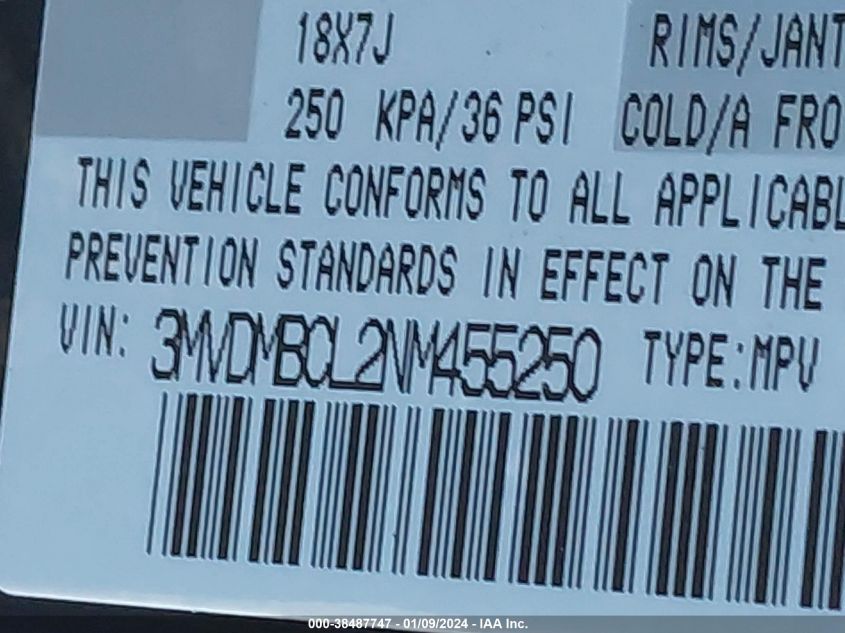 18X7J RIMS/JANT
250 KPA/36 PSI COLD/A FRO
THIS VEHICLE CONFORMS TO ALL APPLICABL
PREVENTION STANDARDS IN EFFECT ON THE
VIN: 3MVDMBCL2NM455250 TYPE:MPV
000-38487747 - 01/09/2024 - IAA Inc.